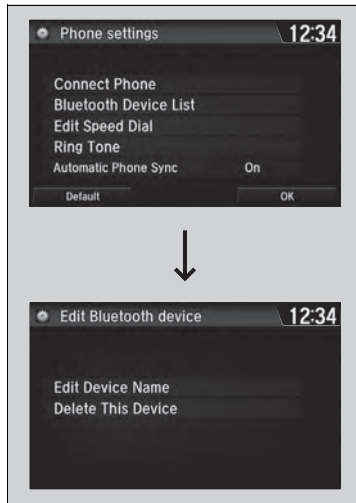 Phone settings 12:34
Connect Phone
Bluetooth Device List
Edit Speed Dial
Ring Tone
Automatic Phone Sync On
Default OK
Edit Bluetooth device 12:34
Edit Device Name
Delete This Device